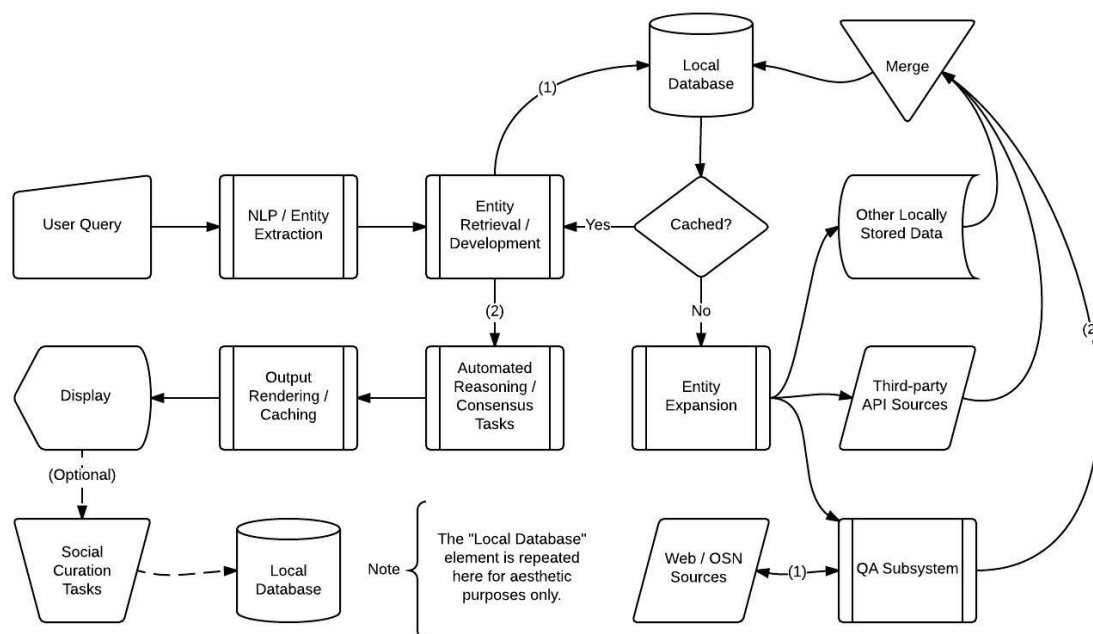 Local
Database
Merge
(1)
User Query
NLP / Entity
Extraction
Entity
Retrieval /
Development
Yes
Cached?
Other Locally
Stored Data
(2)
No
(2
Display
Output
Rendering /
Caching
Automated
Reasoning /
Consensus
Tasks
Entity
Expansion
Third-party
API Sources
(Optional)
Social
Curation
Tasks
Local
Database
Note
The "Local Database"
element is repeated
here for aesthetic
purposes only.
Web / OSN
Sources
(1)
QA Subsystem